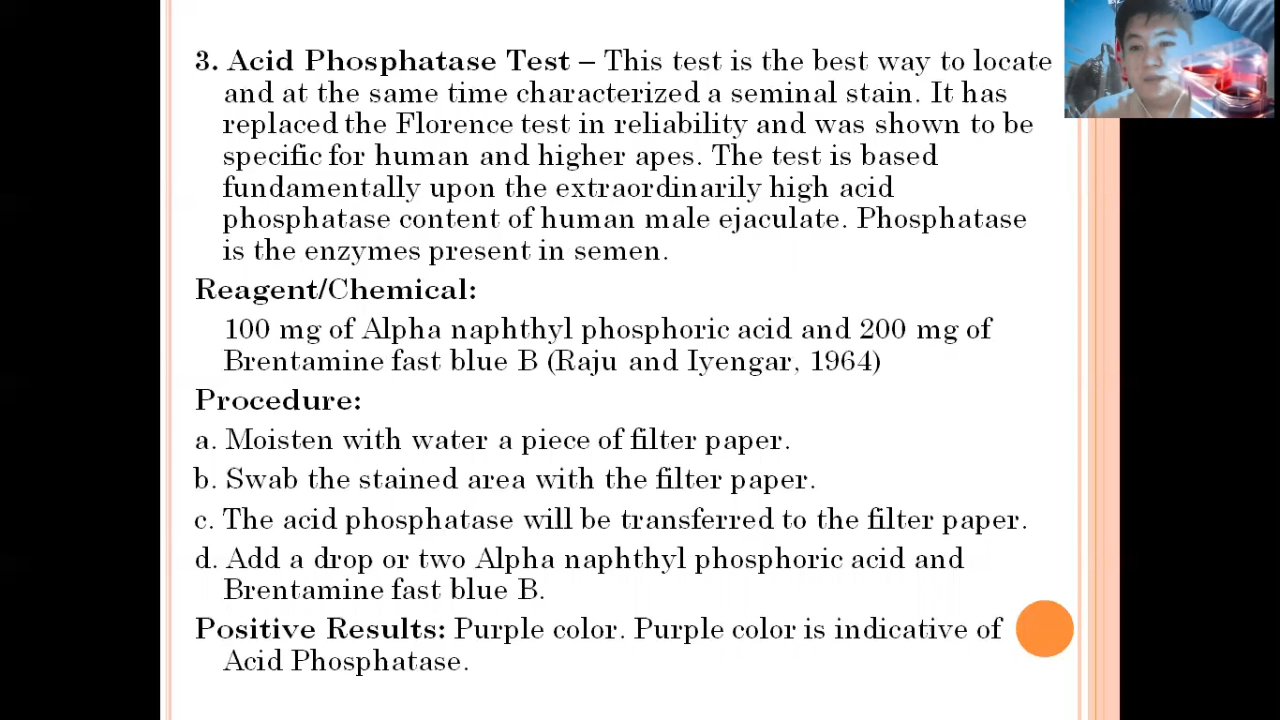 3. Acid Phosphatase Test – This test is the best way to locate
and at the same time characterized a seminal stain. It has
replaced the Florence test in reliability and was shown to be
specific for human and higher apes. The test is based
fundamentally upon the extraordinarily high acid
phosphatase content of human male ejaculate. Phosphatase
is the enzymes present in semen.
Reagent/Chemical:
100 mg of Alpha naphthyl phosphoric acid and 200 mg of
Brentamine fast blue B (Raju and Iyengar, 1964)
Procedure:
a. Moisten with water a piece of filter paper.
b. Swab the stained area with the filter paper.
c. The acid phosphatase will be transferred to the filter paper.
d. Add a drop or two Alpha naphthyl phosphoric acid and
Brentamine fast blue B.
Positive Results: Purple color. Purple color is indicative of
Acid Phosphatase.